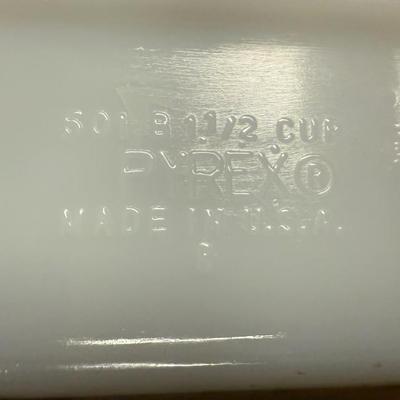 501-B 1 1/2 CUP
PYREX ®
MADE IN U.S.A.